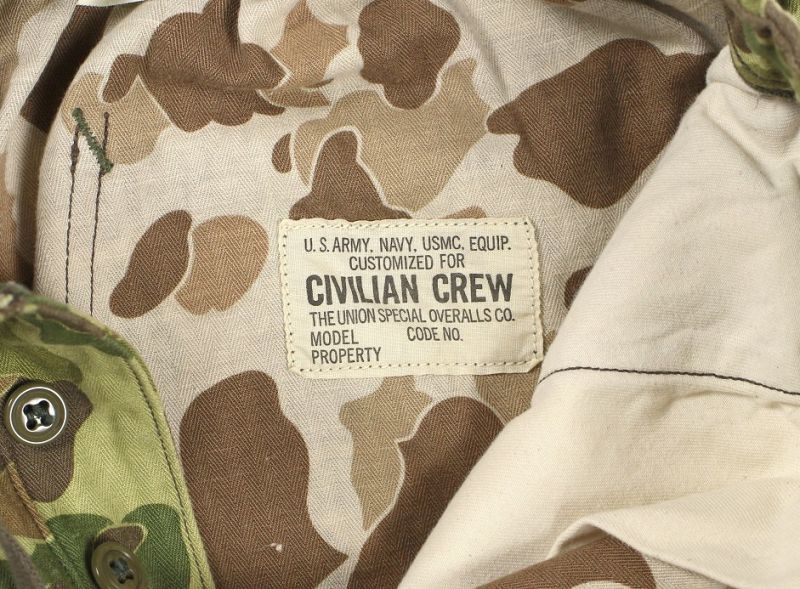 U.S. ARMY, NAVY, USMC, EQUIP.
CUSTOMIZED FOR
CIVILIAN CREW
THE UNION SPECIAL OVERALLS CO.
MODEL CODE NO.
PROPERTY